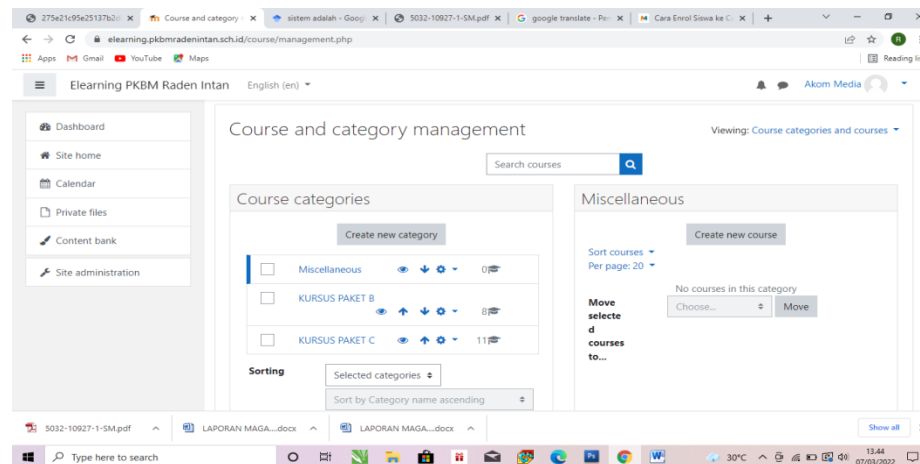 275e21c95e25137b2d
Course and category
sistem adalah - Googl
5032-10927-1-SM.pdf
google translate - Pen
Cara Enrol Siswa ke C
elearning.pkbmradenintan.sch.id/course/management.php
R
Apps
Gmail
YouTube
Maps
Reading lis
Elearning PKBM Raden Intan
English (en)
Akom Media
Dashboard
Site home
Calendar
Private files
Content bank
Site administration
Course and category management
Viewing: Course categories and courses
Search courses
Course categories
Create new category
Miscellaneous 0
KURSUS PAKET B
8
KURSUS PAKET C 11
Sorting
Selected categories
Sort by Category name ascending
Miscellaneous
Create new course
Sort courses
Per page: 20
No courses in this category
Move
selecte
d
courses
to...
Choose...
Move
5032-10927-1-SM.pdf
LAPORAN MAGA....docx
LAPORAN MAGA....docx
Show all
Type here to search
Ps
W
30°C
13.44
07/03/2022